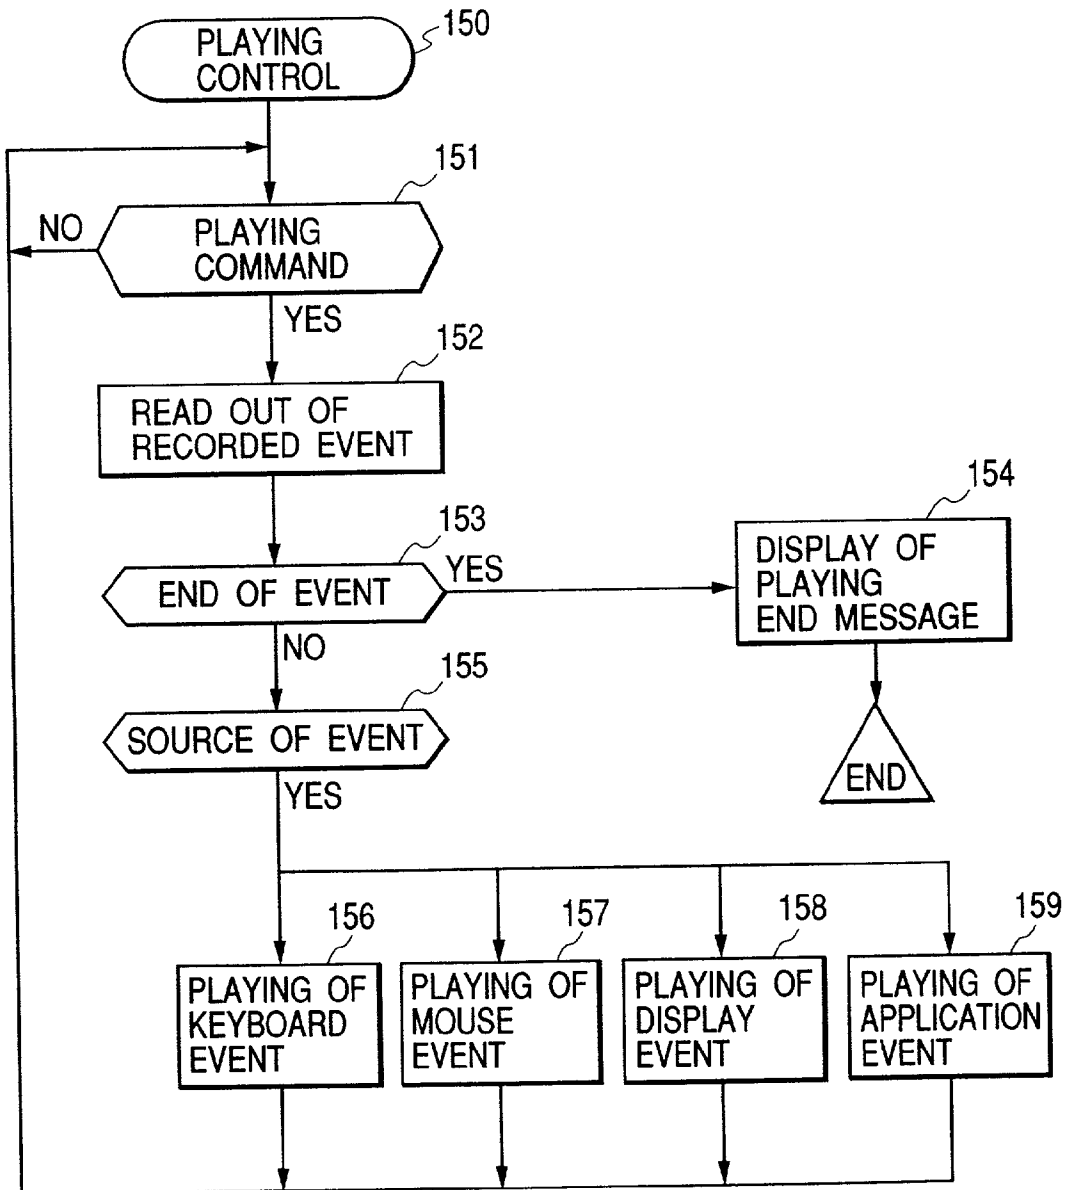 150
PLAYING
CONTROL
151
NO
PLAYING
COMMAND
YES
152
READ OUT OF
RECORDED EVENT
153
END OF EVENT
YES
154
DISPLAY OF
PLAYING
END MESSAGE
NO
155
SOURCE OF EVENT
END
YES
156
PLAYING OF
KEYBOARD
EVENT
157
PLAYING OF
MOUSE
EVENT
158
PLAYING OF
DISPLAY
EVENT
159
PLAYING OF
APPLICATION
EVENT